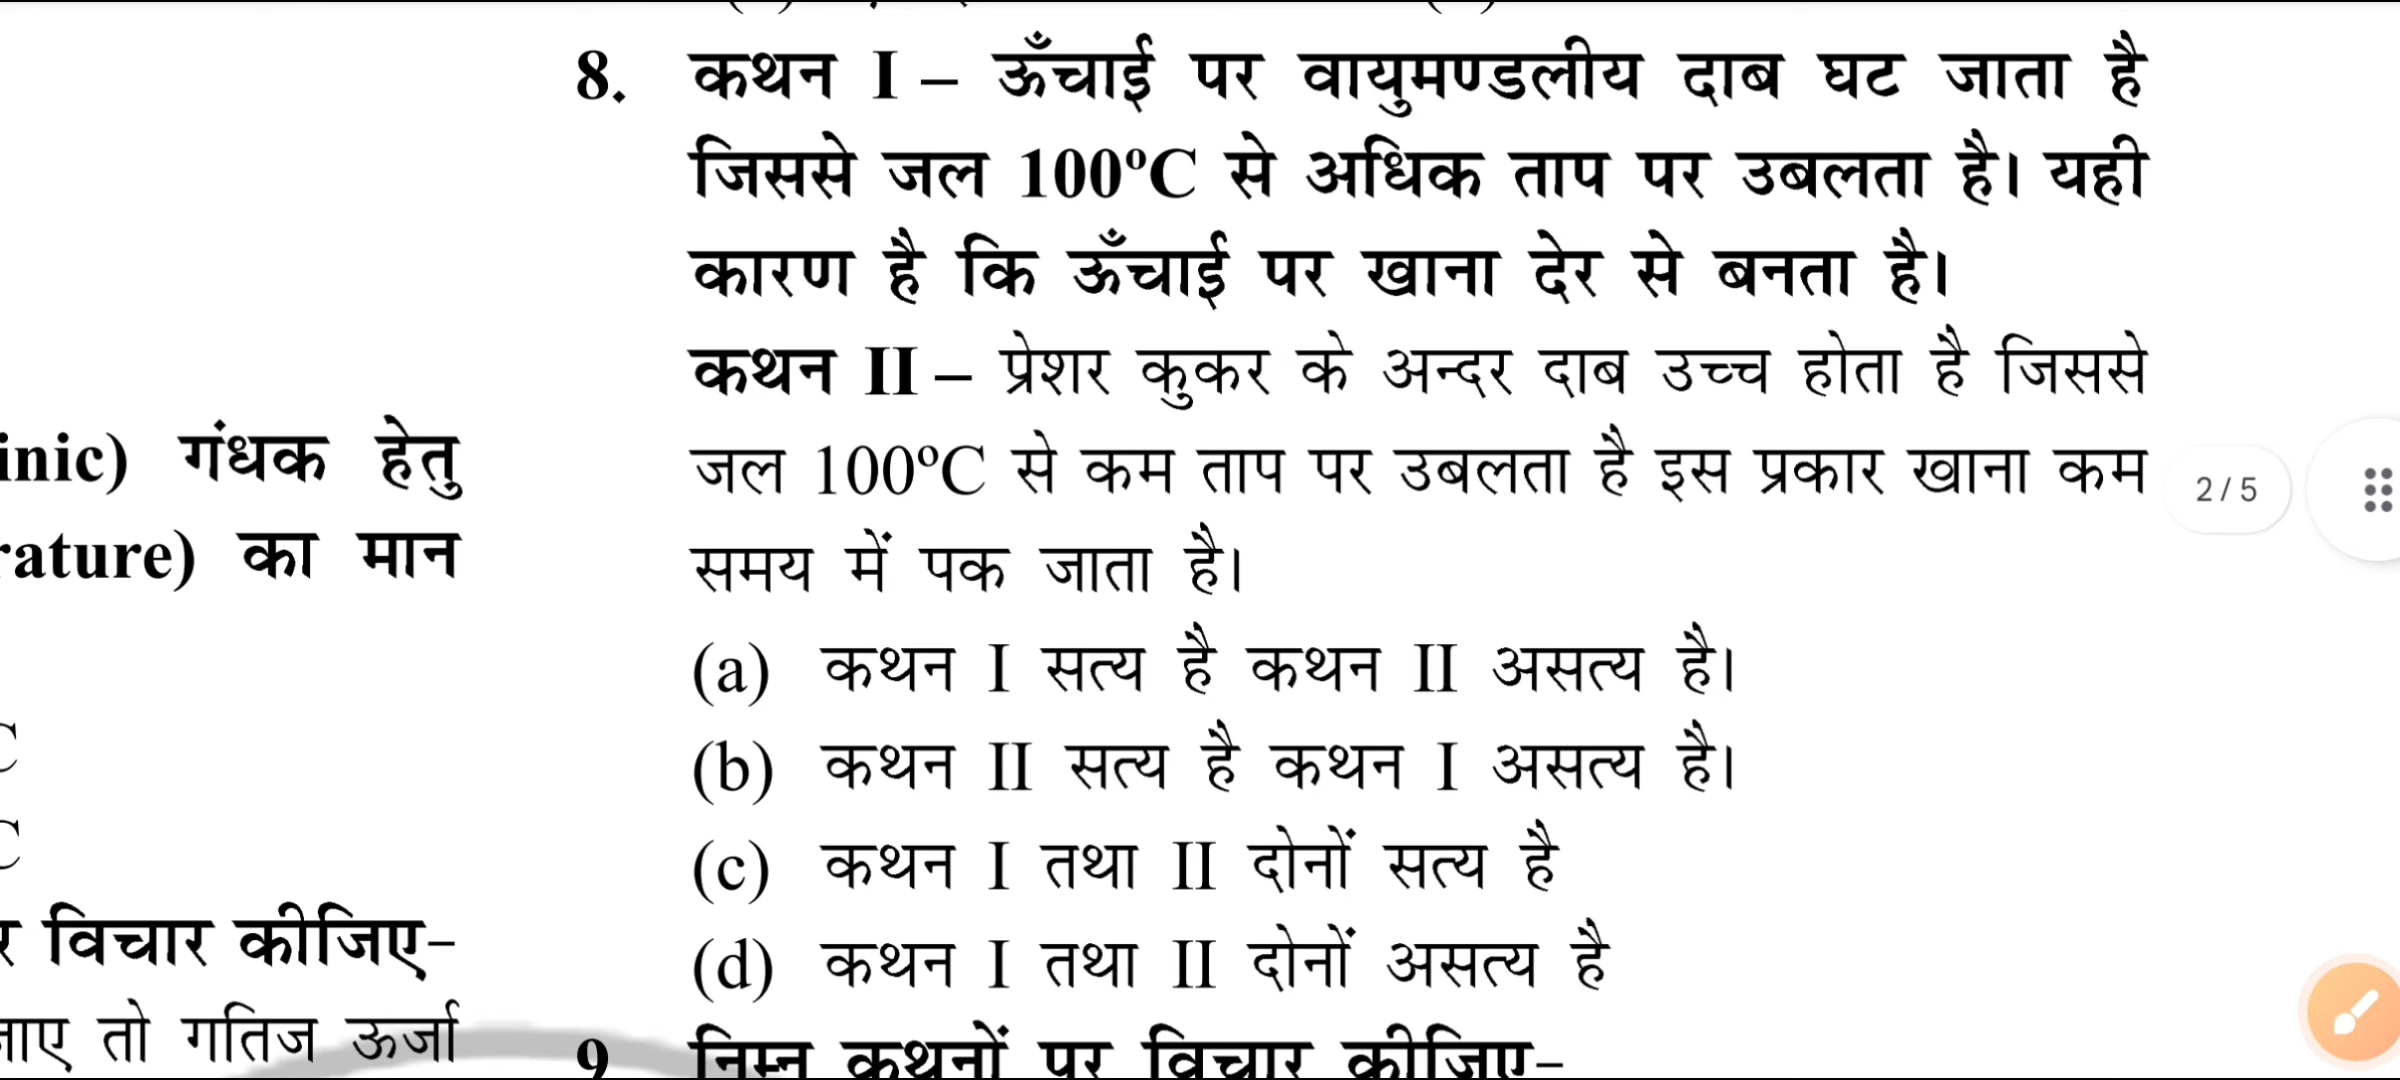 8. कथन I – ऊँचाई पर वायुमण्डलीय दाब घट जाता है
जिससे जल 100°C से अधिक ताप पर उबलता है। यही
कारण है कि ऊँचाई पर खाना देर से बनता है।
कथन II – प्रेशर कुकर के अन्दर दाब उच्च होता है जिससे
जल 100°C से कम ताप पर उबलता है इस प्रकार खाना कम
समय में पक जाता है।
(a) कथन I सत्य है कथन II असत्य है।
(b) कथन II सत्य है कथन I असत्य है।
(c) कथन I तथा II दोनों सत्य है
(d) कथन I तथा II दोनों असत्य है
9 निम्न कथनों पर विचार कीजिए–
inic) गंधक हेतु
rature) का मान
विचार कीजिए–
जाए तो गतिज ऊर्जा
2 / 5